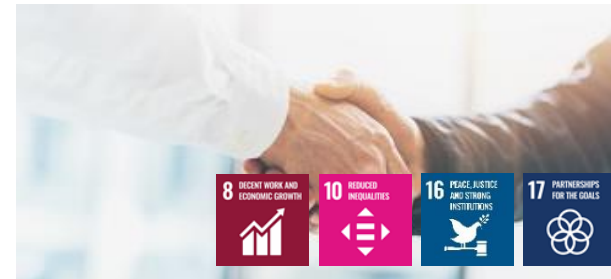 8 DECENT WORK AND
ECONOMIC GROWTH
10 REDUCED
INEQUALITIES
16 PEACE, JUSTICE
AND STRONG
INSTITUTIONS
17 PARTNERSHIPS
FOR THE GOALS